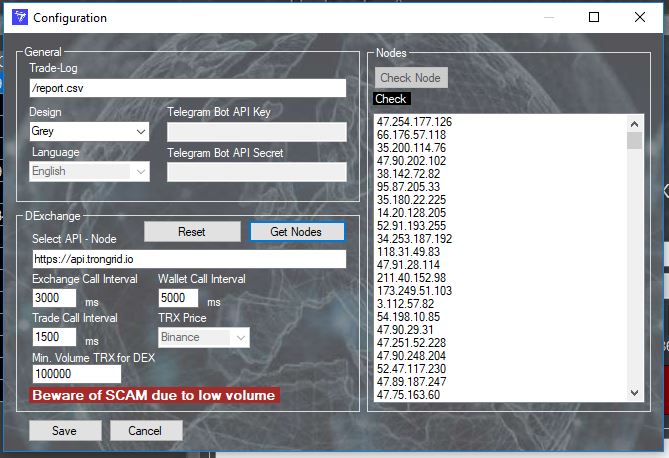 Configuration
General
Trade-Log
/report.csv
Design
Telegram Bot API Key
Grey
Language
Telegram Bot API Secret
English
DExchange
Reset
Get Nodes
Select API - Node
https://api.trongrid.io
Exchange Call Interval
Wallet Call Interval
3000 ms
5000 ms
Trade Call Interval
TRX Price
1500 ms
Binance
Min. Volume TRX for DEX
100000
Beware of SCAM due to low volume
Save
Cancel
Nodes
Check Node
Check
47.254.177.126
66.176.57.118
35.200.114.76
47.90.202.102
38.142.72.82
95.87.205.33
35.180.22.225
14.20.128.205
52.91.193.255
34.253.187.192
118.31.49.83
47.91.28.114
211.40.152.98
173.249.51.103
3.112.57.82
54.198.10.85
47.90.29.31
47.251.52.228
47.90.248.204
52.47.117.230
47.89.187.247
47.75.163.60